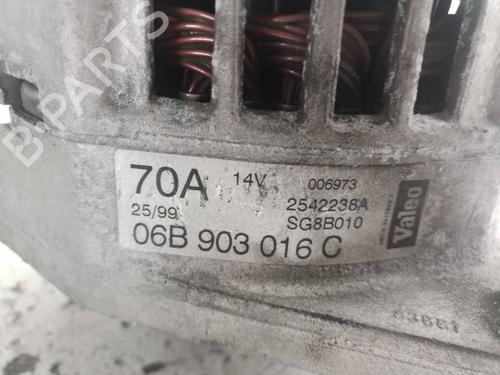 B-PARTS
70A 14V 006973
25/99 2542238A
SG8B010
06B 903 016 C
Valeo